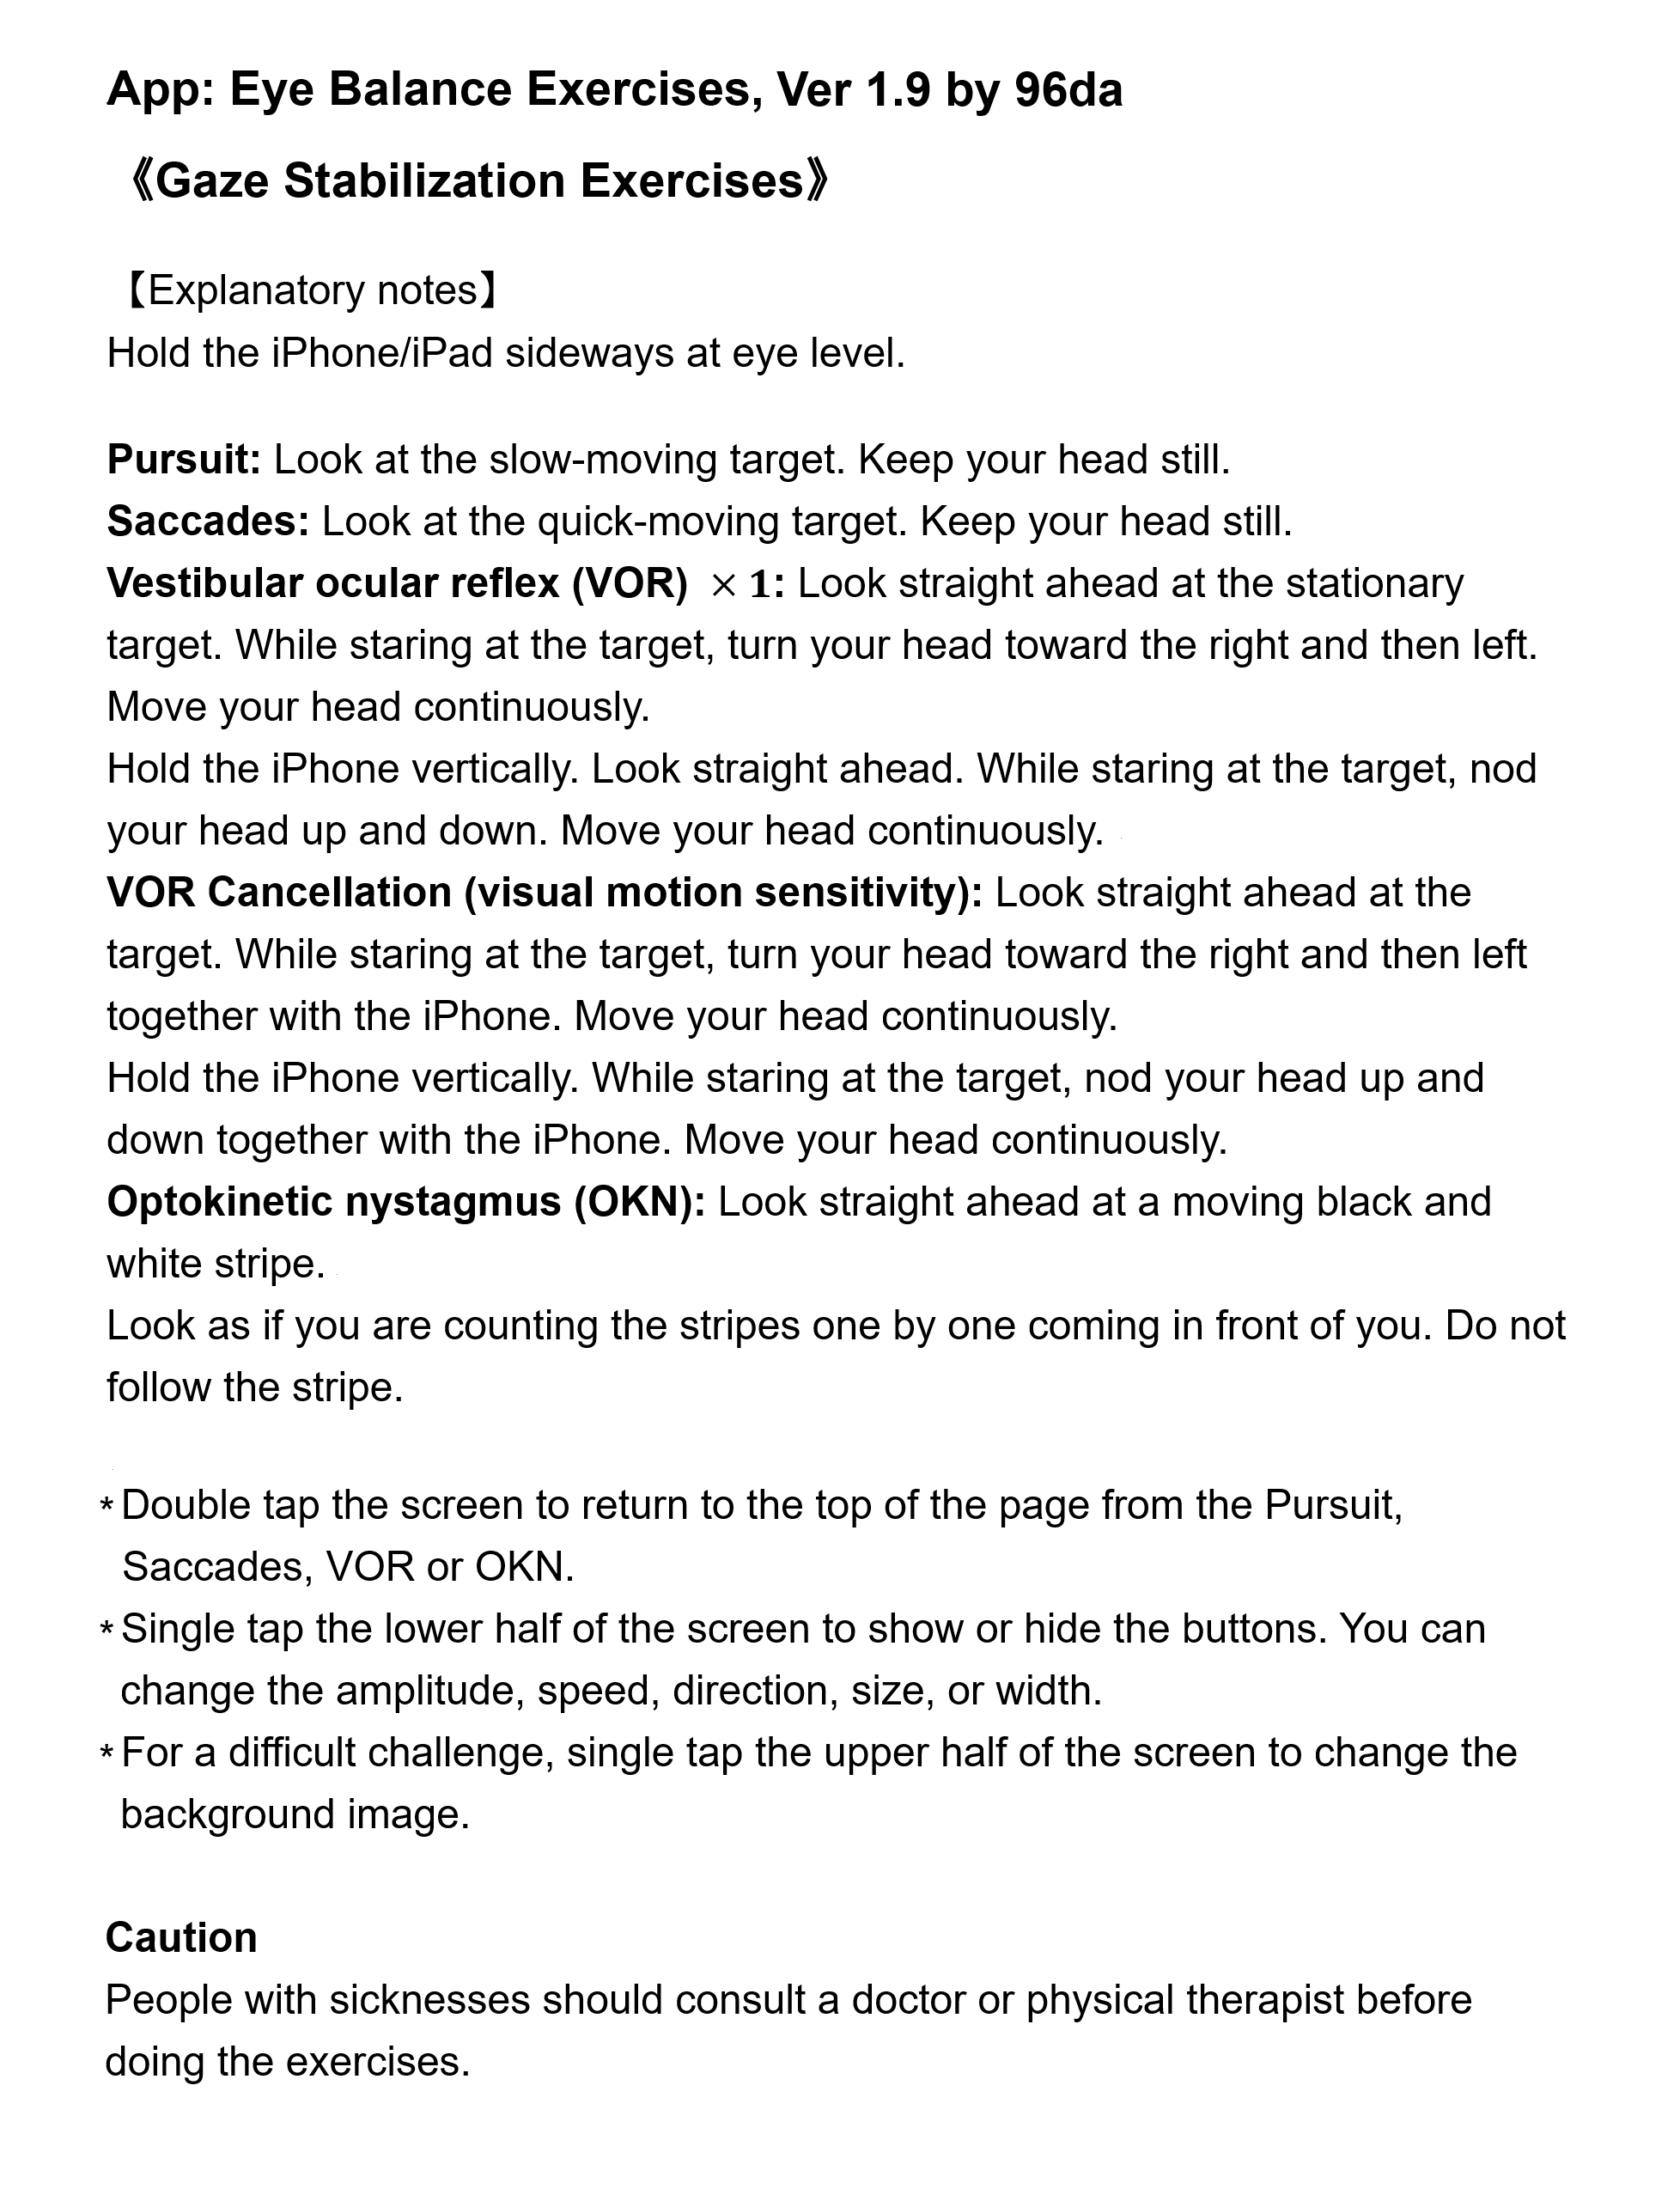 App: Eye Balance Exercises, Ver 1.9 by 96da
《Gaze Stabilization Exercises》
【Explanatory notes】
Hold the iPhone/iPad sideways at eye level.
Pursuit: Look at the slow-moving target. Keep your head still.
Saccades: Look at the quick-moving target. Keep your head still.
Vestibular ocular reflex (VOR) ×1: Look straight ahead at the stationary
target. While staring at the target, turn your head toward the right and then left.
Move your head continuously.
Hold the iPhone vertically. Look straight ahead. While staring at the target, nod
your head up and down. Move your head continuously.
VOR Cancellation (visual motion sensitivity): Look straight ahead at the
target. While staring at the target, turn your head toward the right and then left
together with the iPhone. Move your head continuously.
Hold the iPhone vertically. While staring at the target, nod your head up and
down together with the iPhone. Move your head continuously.
Optokinetic nystagmus (OKN): Look straight ahead at a moving black and
white stripe.
Look as if you are counting the stripes one by one coming in front of you. Do not
follow the stripe.
* Double tap the screen to return to the top of the page from the Pursuit,
Saccades, VOR or OKN.
* Single tap the lower half of the screen to show or hide the buttons. You can
change the amplitude, speed, direction, size, or width.
* For a difficult challenge, single tap the upper half of the screen to change the
background image.
Caution
People with sicknesses should consult a doctor or physical therapist before
doing the exercises.